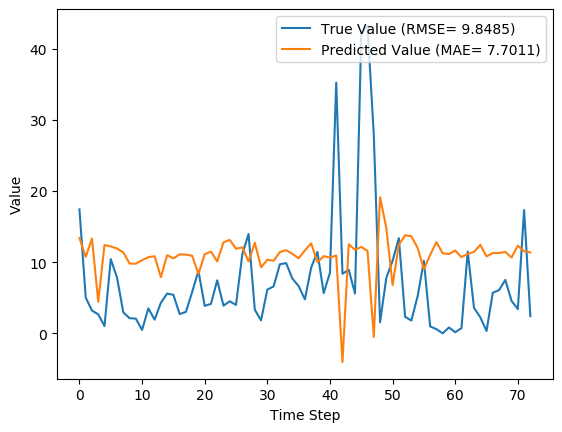 True Value (RMSE= 9.8485)
Predicted Value (MAE= 7.7011)
40
30
20
10
0
Value
0 10 20 30 40 50 60 70
Time Step